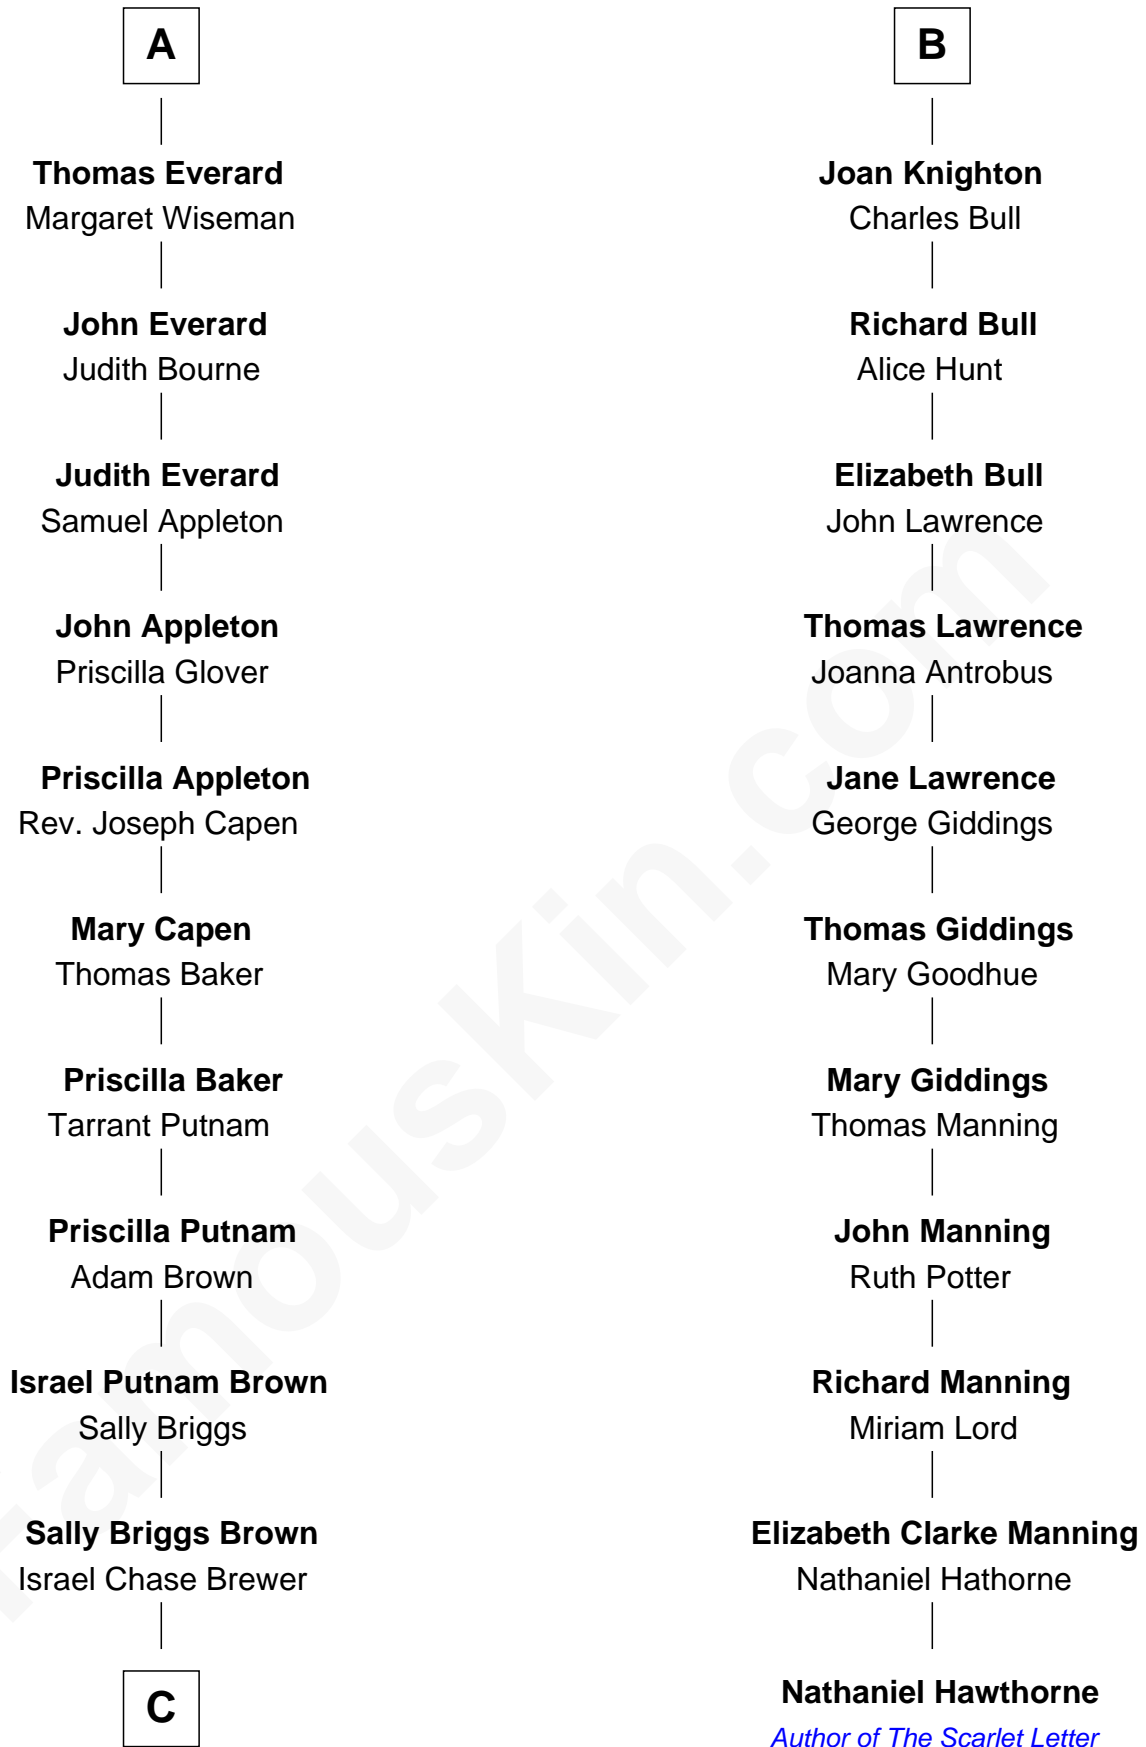 A
Thomas Everard
Margaret Wiseman
John Everard
Judith Bourne
Judith Everard
Samuel Appleton
John Appleton
Priscilla Glover
Priscilla Appleton
Rev. Joseph Capen
Mary Capen
Thomas Baker
Priscilla Baker
Tarrant Putnam
Priscilla Putnam
Adam Brown
Israel Putnam Brown
Sally Briggs
Sally Briggs Brown
Israel Chase Brewer
C
B
Joan Knighton
Charles Bull
Richard Bull
Alice Hunt
Elizabeth Bull
John Lawrence
Thomas Lawrence
Joanna Antrobus
Jane Lawrence
George Giddings
Thomas Giddings
Mary Goodhue
Mary Giddings
Thomas Manning
John Manning
Ruth Potter
Richard Manning
Miriam Lord
Elizabeth Clarke Manning
Nathaniel Hathorne
Nathaniel Hawthorne
Author of The Scarlet Letter
FamousKin.com